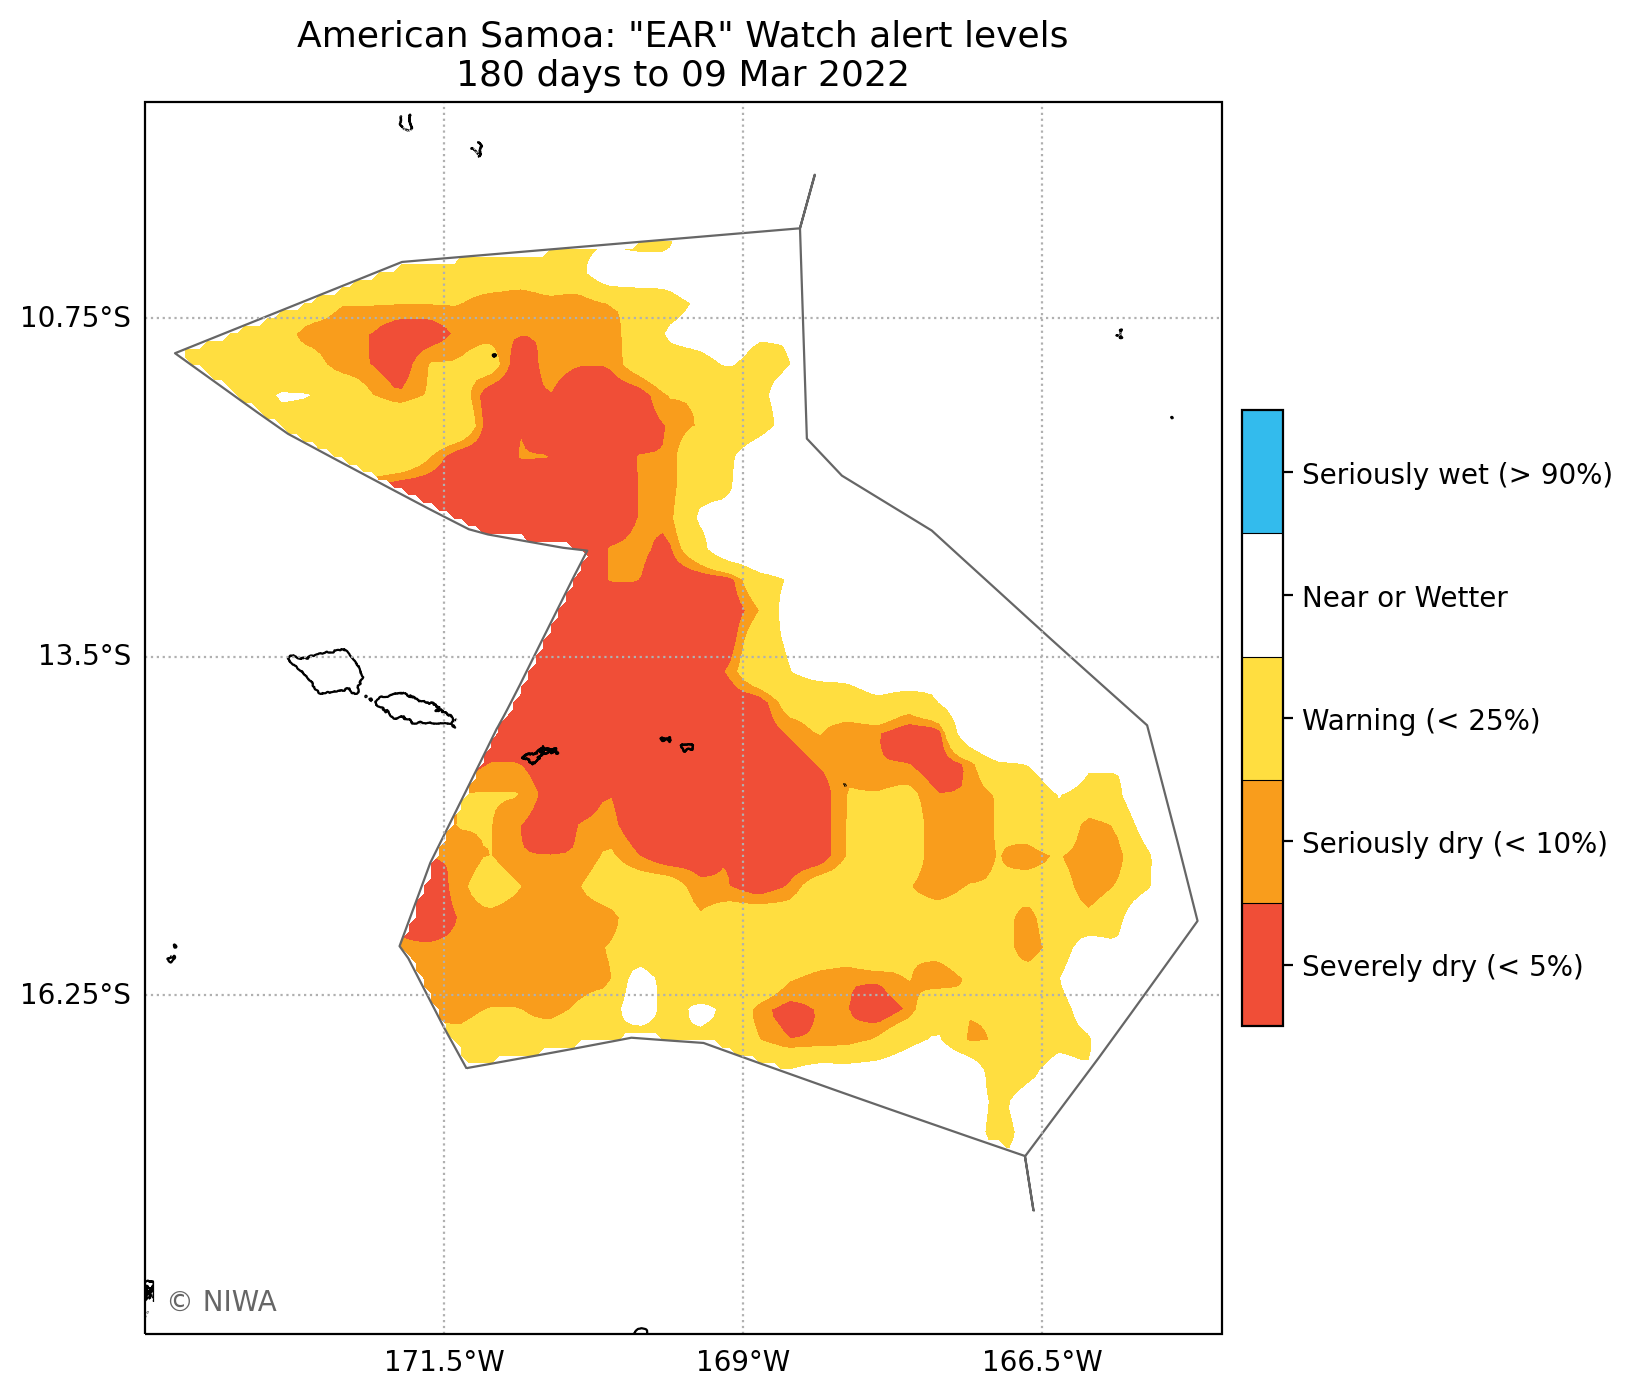 American Samoa: "EAR" Watch alert levels
180 days to 09 Mar 2022
10.75°S
13.5°S
16.25°S
171.5°W
169°W
166.5°W
Seriously wet (> 90%)
Near or Wetter
Warning (< 25%)
Seriously dry (< 10%)
Severely dry (< 5%)
© NIWA